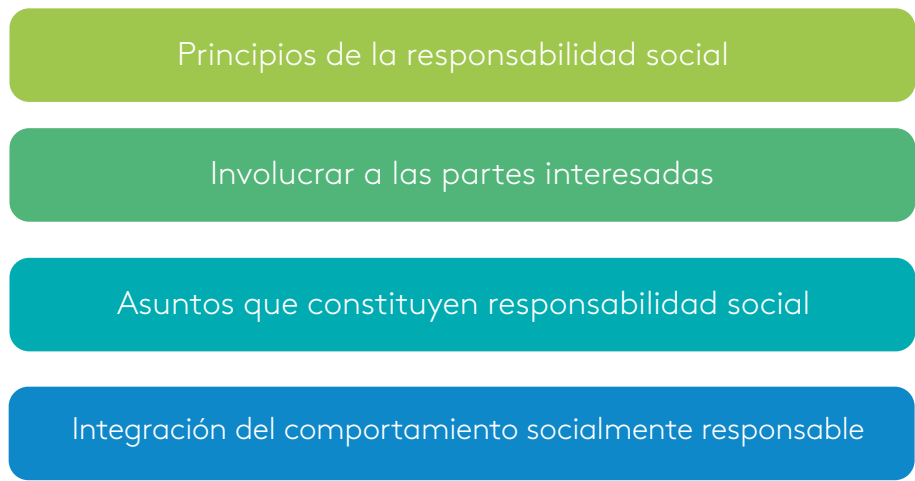 Principios de la responsabilidad social
Involucrar a las partes interesadas
Asuntos que constituyen responsabilidad social
Integración del comportamiento socialmente responsable